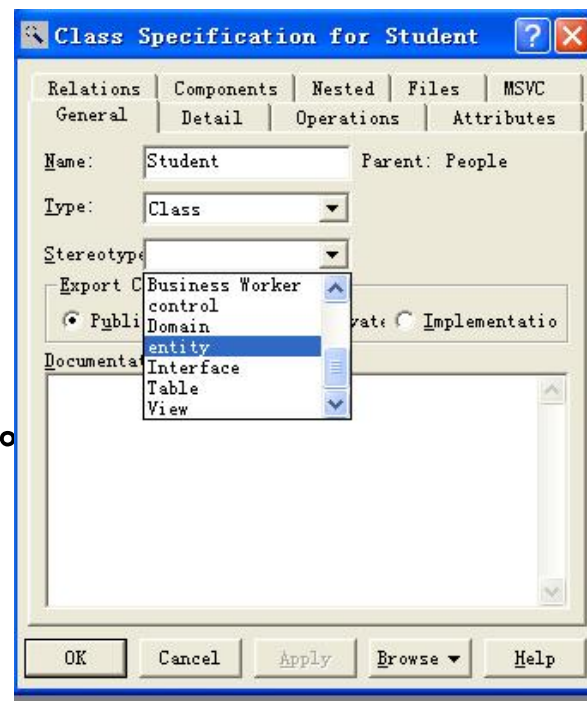 Class Specification for Student
Relations Components Nested Files MSVC
General Detail Operations Attributes
Name: Student Parent: People
Type: Class
Stereotype
Export C
Business Worker
control
Publi
Domain
vate
Implementatio
entity
Documentat
Interface
Table
View
OK Cancel Apply Browse Help